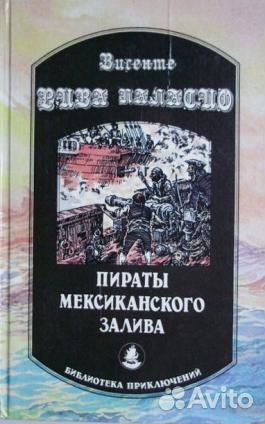 Висенте
РИВА ПАЛАСИО
ПИРАТЫ
МЕКСИКАНСКОГО
ЗАЛИВА
БИБЛИОТЕКА ПРИКЛЮЧЕНИЙ
Avito